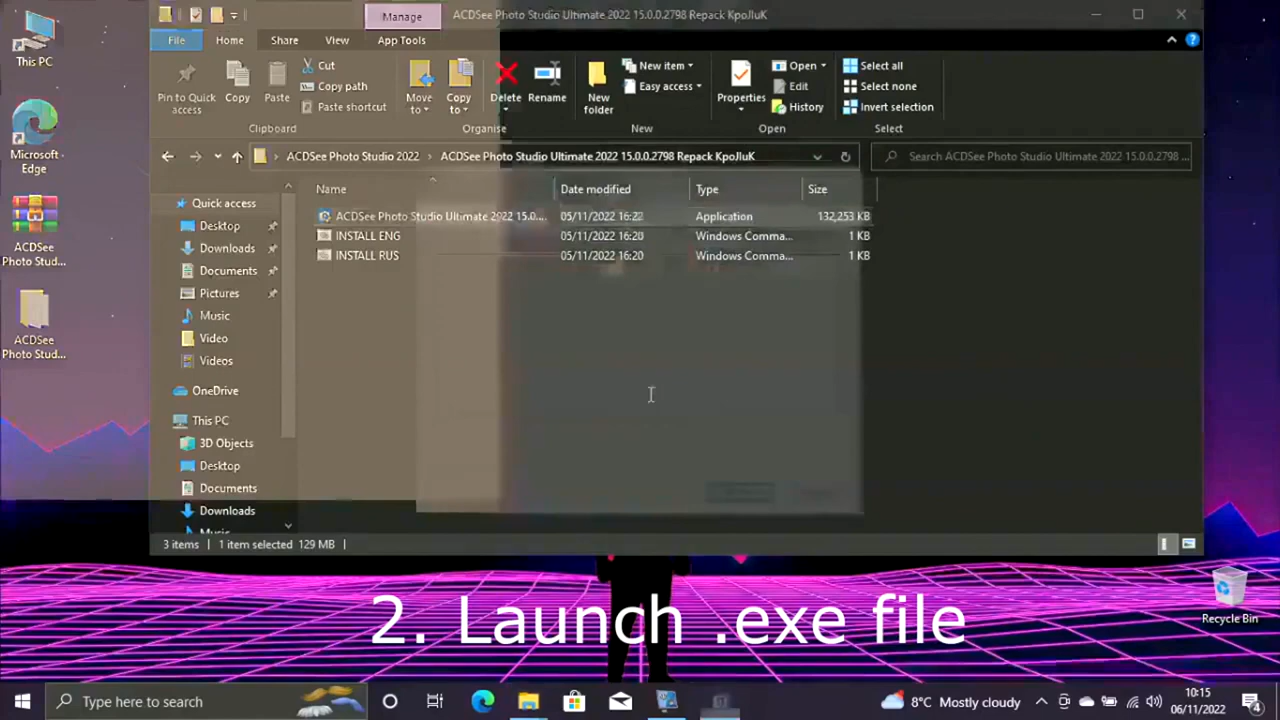 Manage
ACDSee Photo Studio Ultimate 2022 15.0.0.2798 Repack KpoJIuK
File
Home
Share
View
App Tools
Pin to Quick access
Copy
Paste
Cut
Copy path
Paste shortcut
Clipboard
Move to
Copy to
Delete
Rename
Organise
New folder
New item
Easy access
New
Properties
Open
Edit
History
Open
Select all
Select none
Invert selection
Select
ACDSee Photo Studio 2022
ACDSee Photo Studio Ultimate 2022 15.0.0.2798 Repack KpoJIuK
Search ACDSee Photo Studio Ultimate 2022 15.0.0.2798 ...
Quick access
Desktop
Downloads
Documents
Pictures
Music
Video
Videos
OneDrive
This PC
3D Objects
Desktop
Documents
Downloads
Music
Name Date modified Type Size
ACDSee Photo Studio Ultimate 2022 15.0.... 05/11/2022 16:22 Application 132,253 KB
INSTALL ENG 05/11/2022 16:20 Windows Comma... 1 KB
INSTALL RUS 05/11/2022 16:20 Windows Comma... 1 KB
3 items 1 item selected 129 MB
This PC
Microsoft Edge
ACDSee Photo Stud...
ACDSee Photo Stud...
Recycle Bin
2. Launch .exe file
Type here to search
8°C Mostly cloudy
10:15
06/11/2022
4